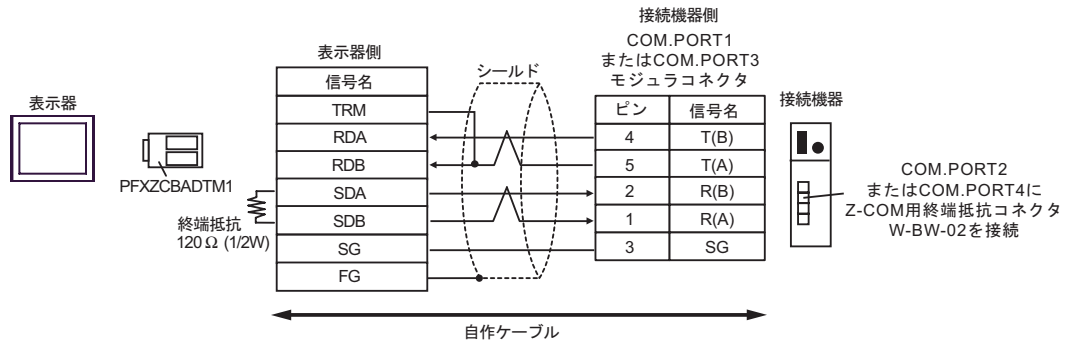 接続機器側
COM.PORT1
またはCOM.PORT3
モジュラコネクタ
表示器側
シールド
信号名
TRM
RDA
RDB
SDA
SDB
SG
FG
ピン 信号名
4 T(B)
5 T(A)
2 R(B)
1 R(A)
3 SG
表示器
PFXZCBADTM1
終端抵抗
120Ω (1/2W)
接続機器
COM.PORT2
またはCOM.PORT4に
Z-COM用終端抵抗コネクタ
W-BW-02を接続
自作ケーブル